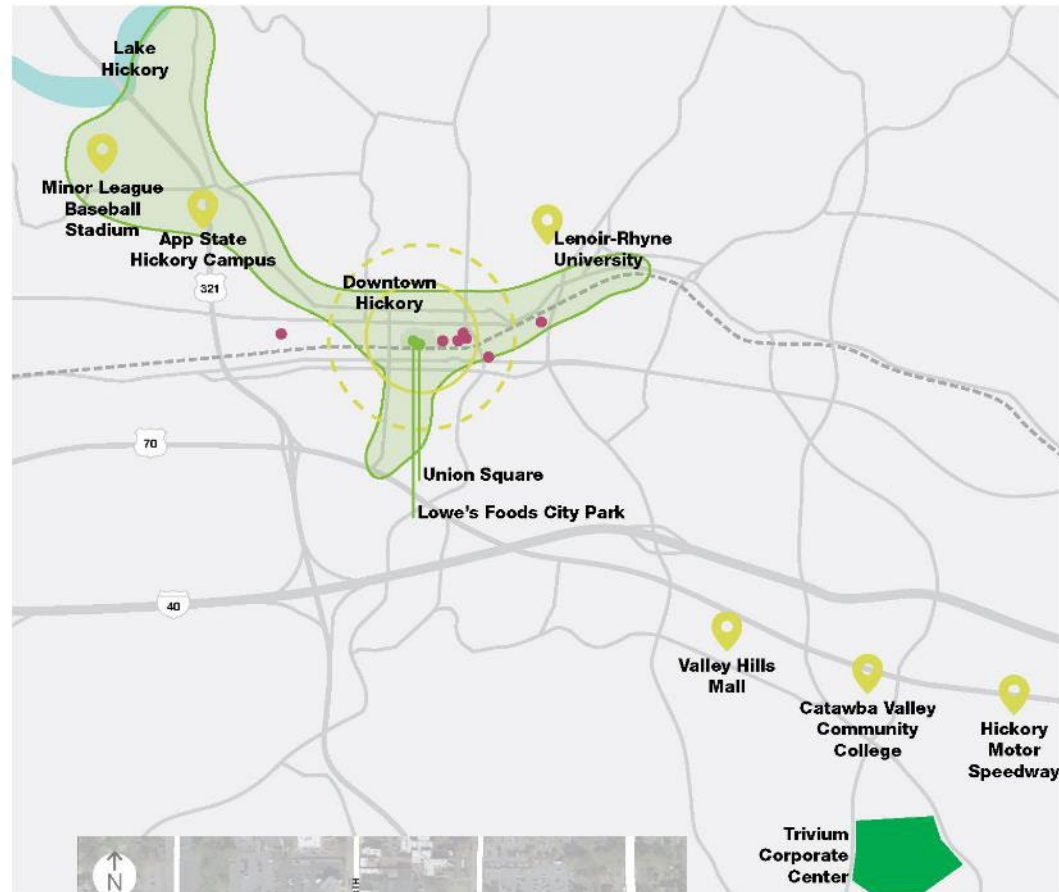 Lake
Hickory
Minor League
Baseball
Stadium
App State
Hickory Campus
321
Lenoir-Rhyne
University
Downtown
Hickory
70
Union Square
Lowe's Foods City Park
40
Valley Hills
Mall
Catawba Valley
Community
College
Hickory
Motor
Speedway
Trivium
Corporate
Center
N